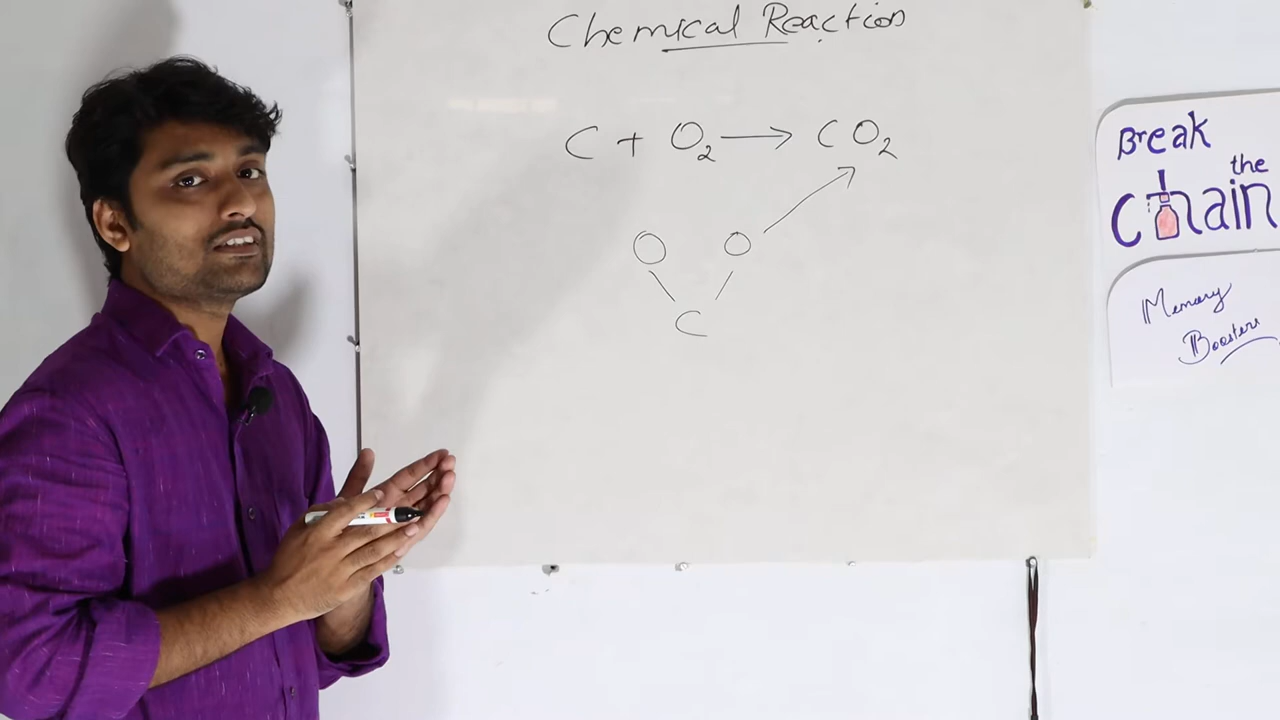 Chemical Reaction
C + O₂ → CO₂
O O
C
Break
the
Chain
Memory
Boosters